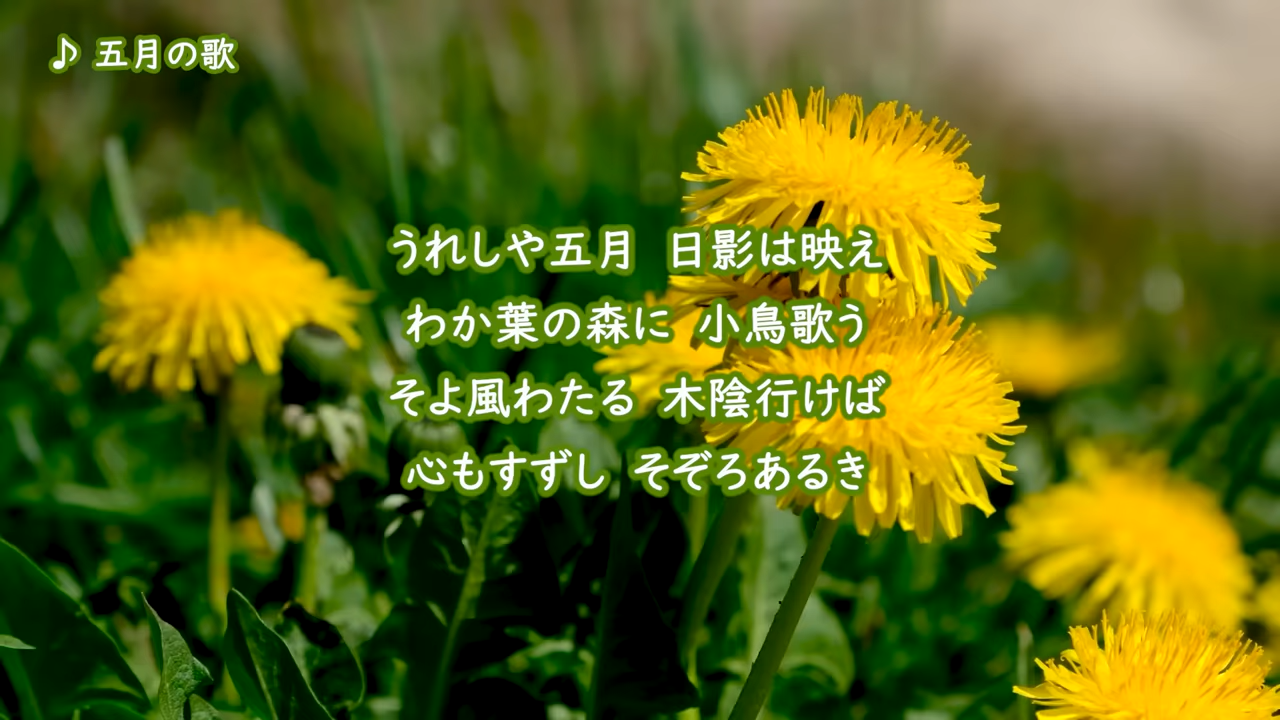 ♪ 五月の歌
うれしや五月　日影は映え
わか葉の森に　小鳥歌う
そよ風わたる　木陰行けば
心もすずし　そぞろあるき